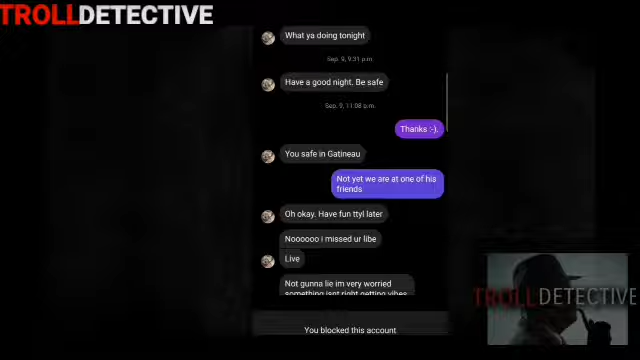 TROLLDETECTIVE
What ya doing tonight
Sep. 9, 9:31 p.m.
Have a good night. Be safe
Sep. 9, 11:08 p.m.
Thanks :-).
You safe in Gatineau
Not yet we are at one of his
friends
Oh okay. Have fun ttyl later
Noooooo i missed ur libe
Live
Not gunna lie im very worried
something isnt right getting vibes
You blocked this account
TROLLDETECTIVE